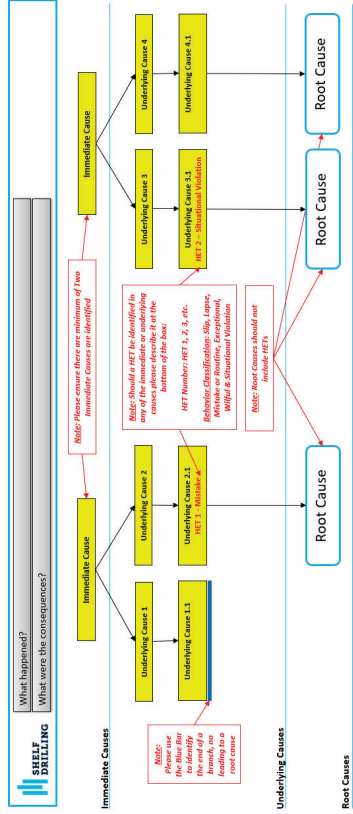 SHELF
DRILLING
What happened?
What were the consequences?
Immediate Causes
Note: Please ensure there are minimum of Two
Immediate Causes are identified
Immediate Cause
Immediate Cause
Underlying Cause 1
Underlying Cause 2
Underlying Cause 3
Underlying Cause 4
Note: Should a HET be identified in
any of the immediate or underlying
causes please describe it at the
bottom of the box:
HET Number: HET 1, 2, 3, etc.
Behavior Classification: Slip, Lapse,
Mistake or Routine, Exceptional,
Wilful & Situational Violation
Underlying Cause 1.1
Underlying Cause 2.1
HET 1 - Mistake
Underlying Cause 3.1
HET 2 – Situational Violation
Underlying Cause 4.1
Note:
Please use
the Blue Bar
to identify
the end of a
branch, no
leading to a
root cause
Note: Root Causes should not
include HETs
Underlying Causes
Root Cause
Root Cause
Root Cause
Root Causes